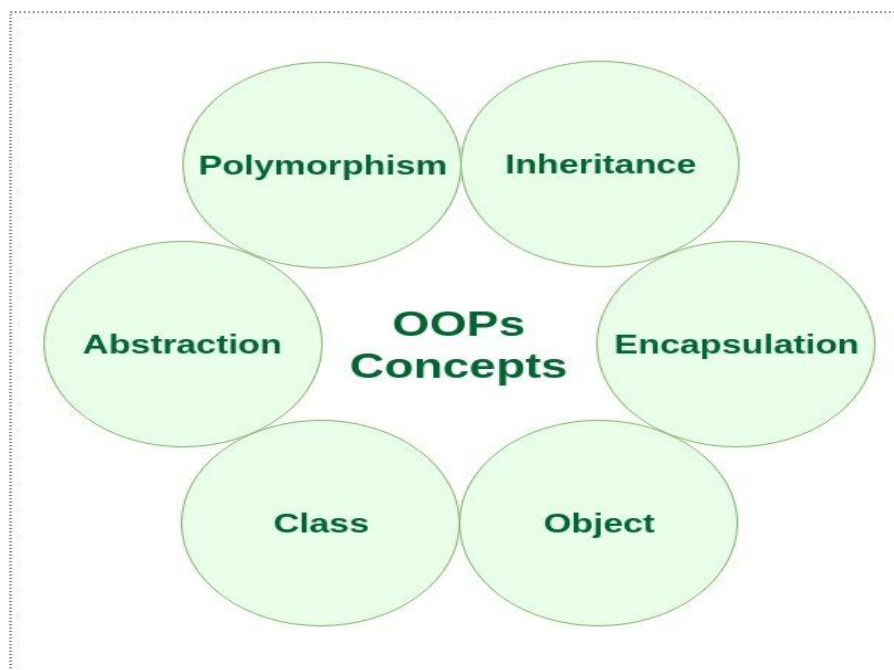 Polymorphism
Inheritance
Abstraction
OOPs
Concepts
Encapsulation
Class
Object